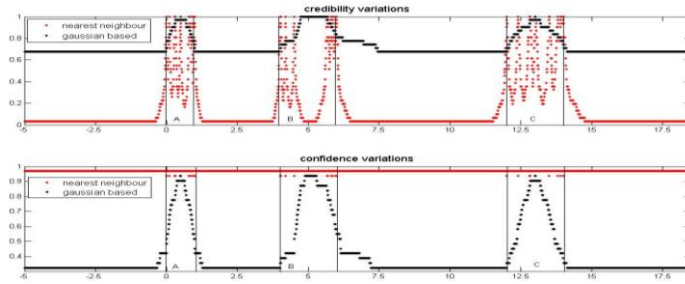 credibility variations
1
0.8
0.6
0.4
0.2
0
nearest neighbour
gaussian based
A
B
C
-5
-2.5
0
2.5
5
7.5
10
12.5
15
17.5
confidence variations
1
0.9
0.8
0.7
0.6
0.5
0.4
nearest neighbour
gaussian based
A
B
C
-5
-2.5
0
2.5
5
7.5
10
12.5
15
17.5